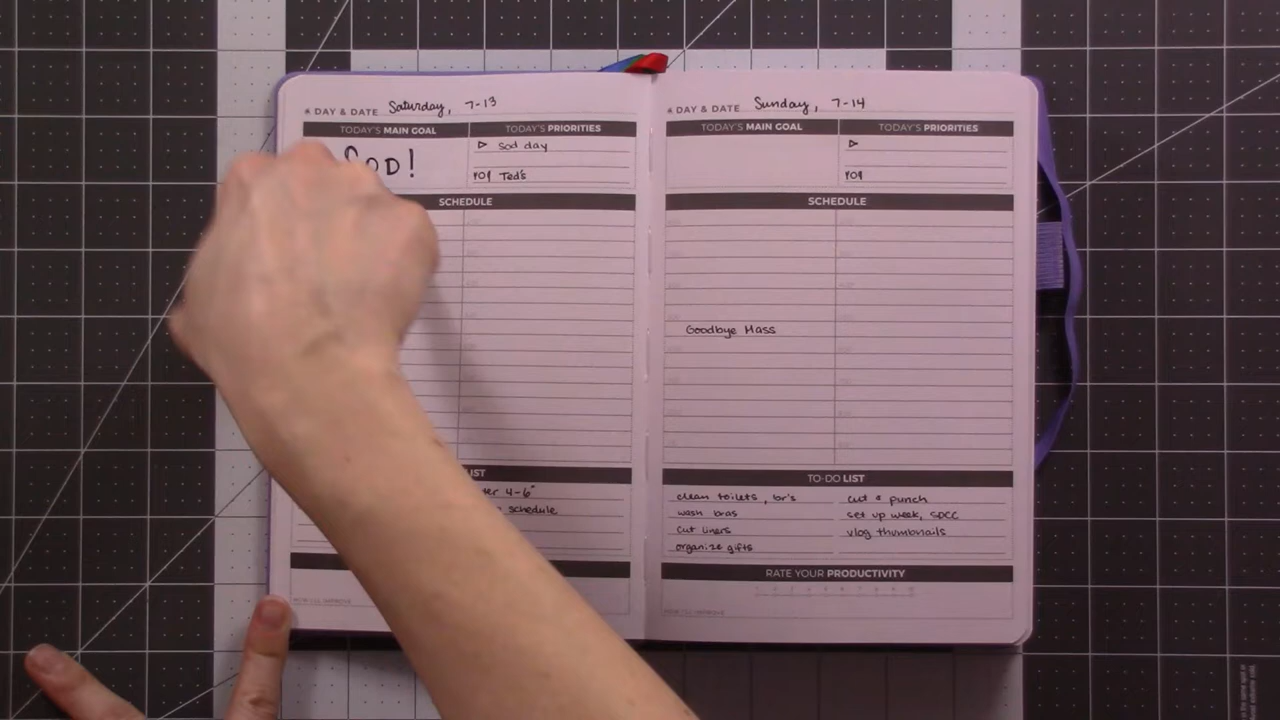 DAY & DATE Saturday, 7-13
TODAY'S MAIN GOAL
SOD!
TODAY'S PRIORITIES
sod day
Ted's
SCHEDULE
4-6"
schedule
DAY & DATE Sunday, 7-14
TODAY'S MAIN GOAL
TODAY'S PRIORITIES
SCHEDULE
Goodbye Mass
TO-DO LIST
clean toilets, br's
wash bras
cut liners
organize gifts
cut & punch
set up week, SDCC
vlog thumbnails
RATE YOUR PRODUCTIVITY